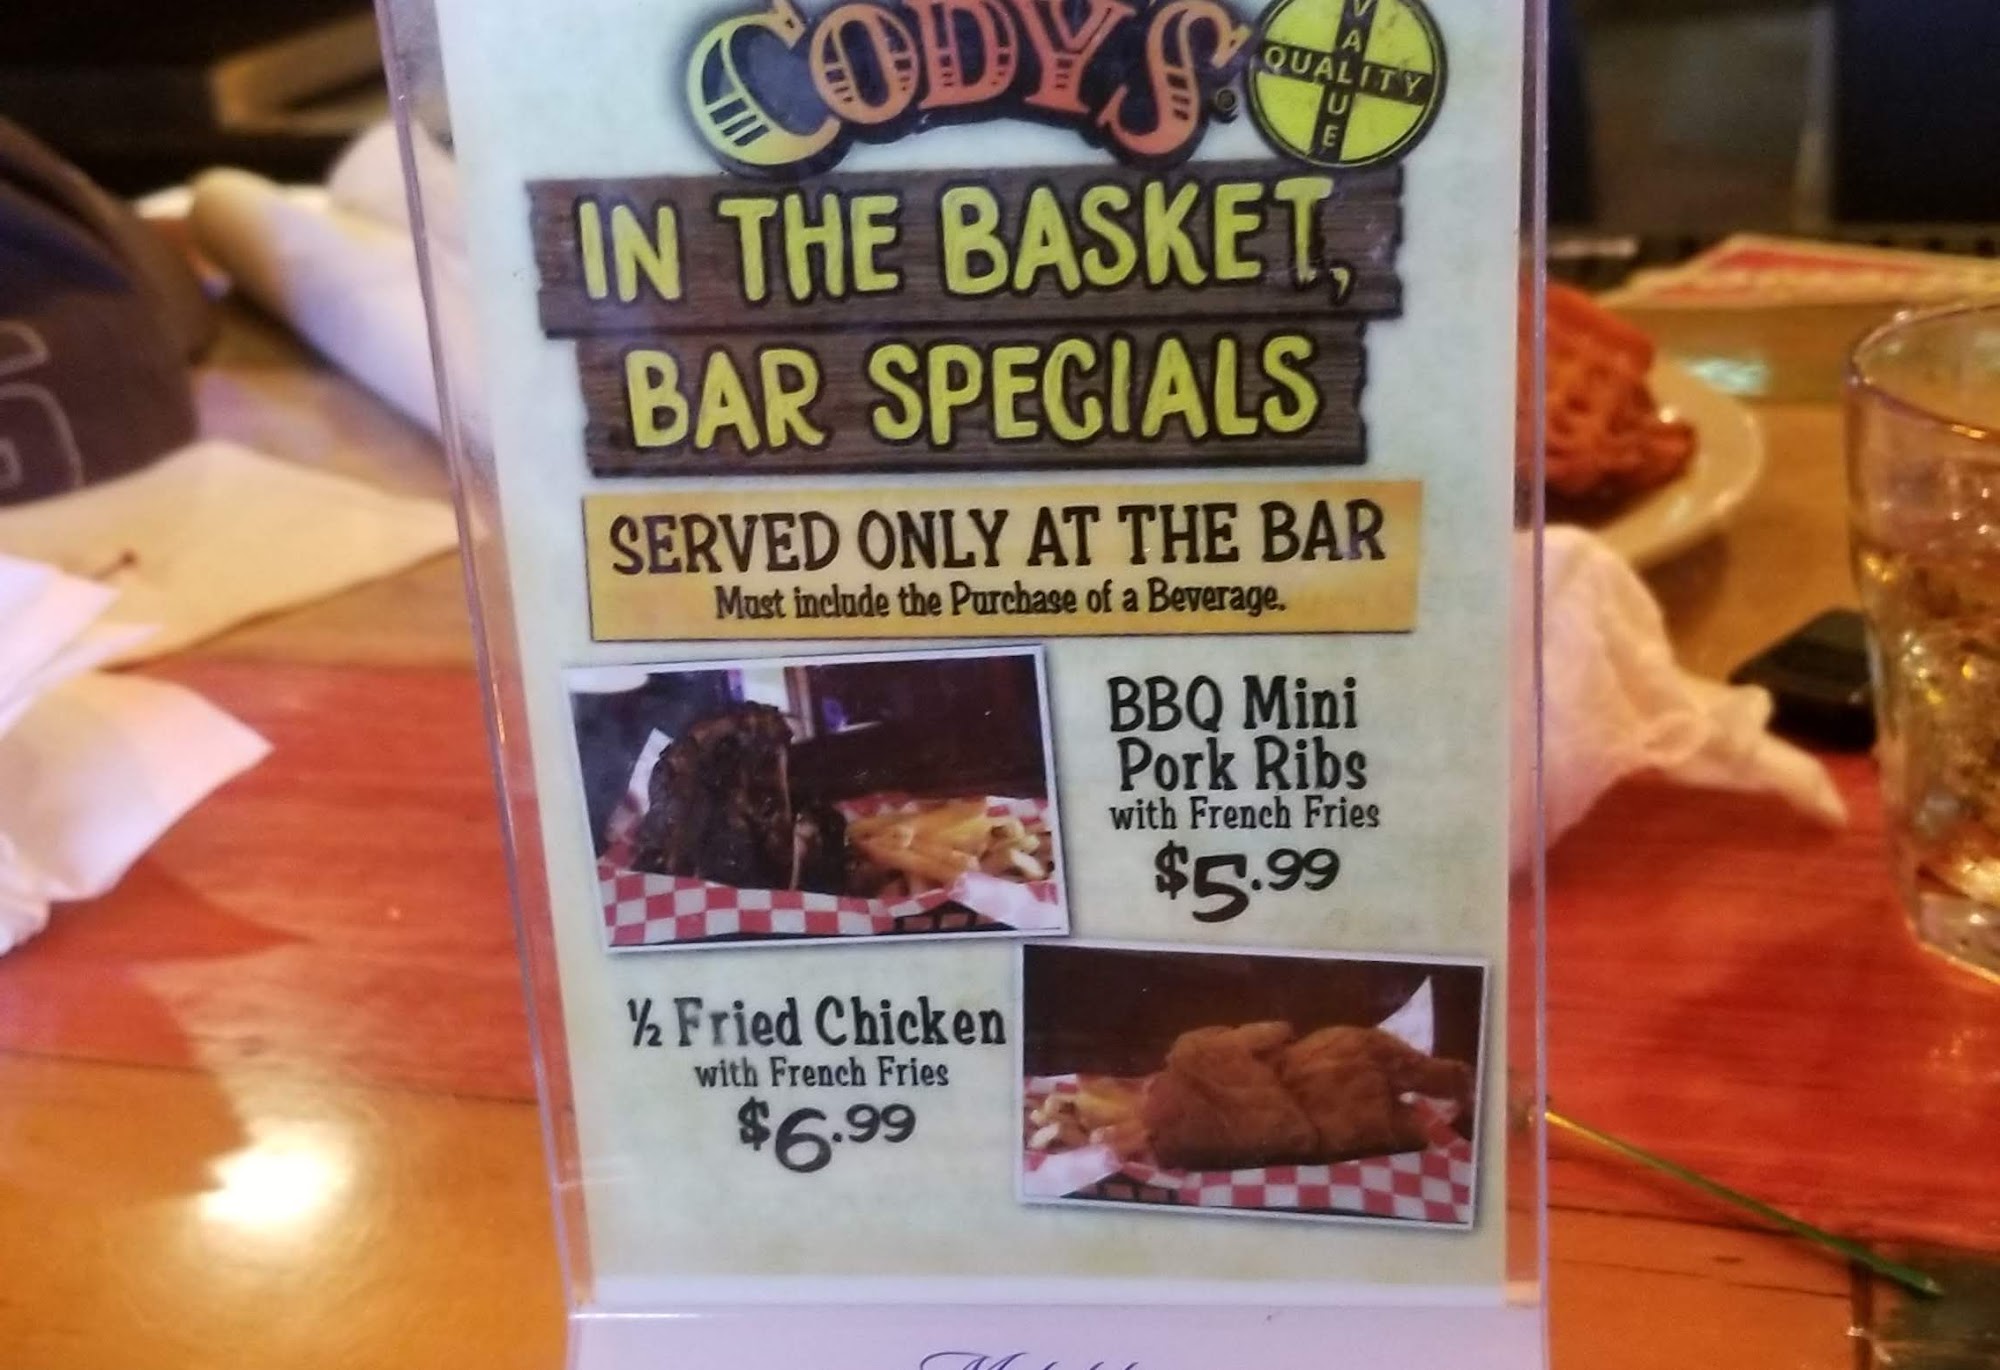 CODY'S
VALUE
QUALITY
IN THE BASKET,
BAR SPECIALS
SERVED ONLY AT THE BAR
Must include the Purchase of a Beverage.
BBQ Mini
Pork Ribs
with French Fries
$5.99
½ Fried Chicken
with French Fries
$6.99